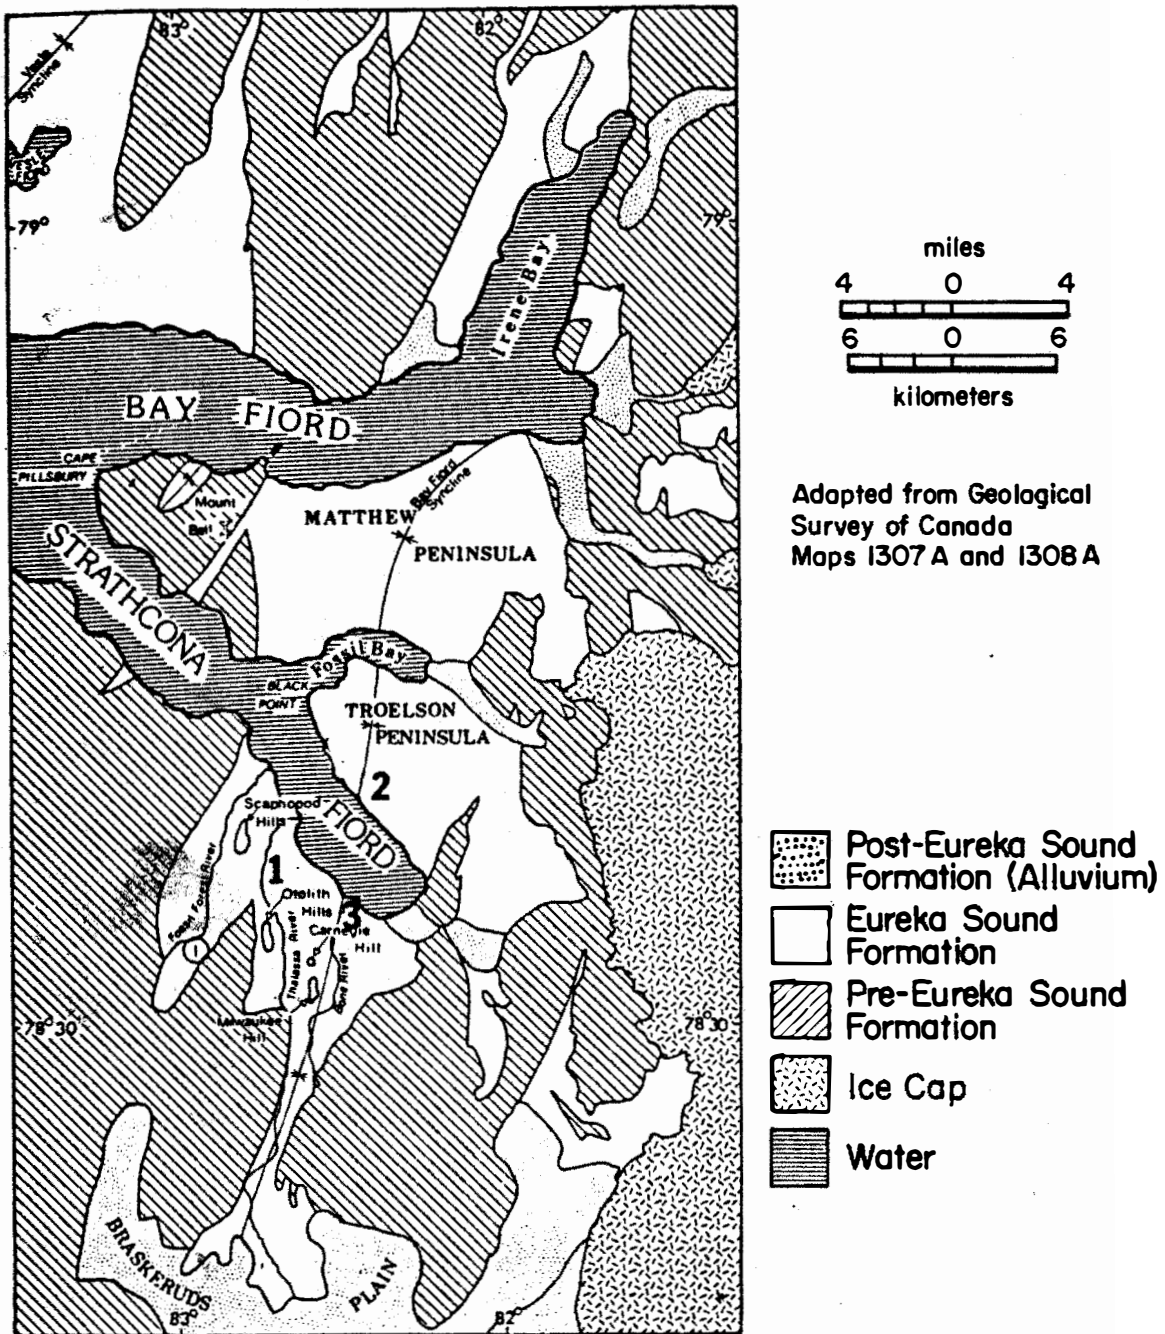 83°
82°
Vesle
Syncline
VESLE
FIORD
79°
79°
Irene Bay
BAY FIORD
CAPE
PILLSBURY
Mount
Bell
Bay Fiord
Syncline
MATTHEW
PENINSULA
STRATHCONA
Fossil Bay
BLACK
POINT
TROELSON
PENINSULA
2
FIORD
Scaphopod
Hills
Fossil Forest River
1
Otolith
Hills
3
Carnegie
Hill
Thalassa River
Bone River
1
78° 30'
78° 30'
Milwaukee
Hill
BRASKERUDS
PLAIN
83°
82°
miles
4 0 4
6 0 6
kilometers
Adapted from Geological
Survey of Canada
Maps 1307 A and 1308 A
Post-Eureka Sound
Formation (Alluvium)
Eureka Sound
Formation
Pre-Eureka Sound
Formation
Ice Cap
Water